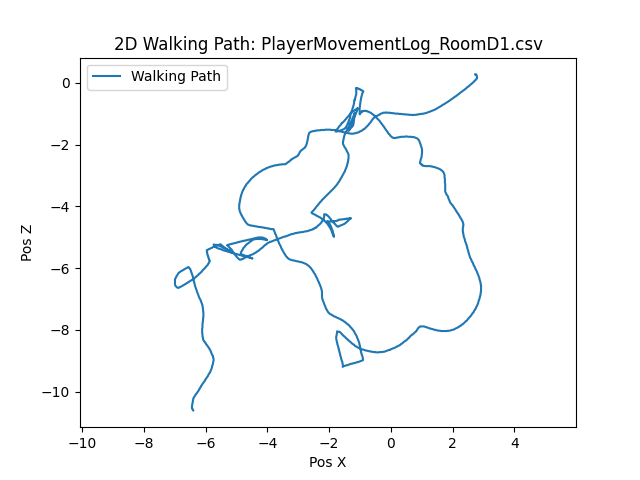 2D Walking Path: PlayerMovementLog_RoomD1.csv
Walking Path
0
−2
−4
−6
−8
−10
Pos Z
−10 −8 −6 −4 −2 0 2 4
Pos X